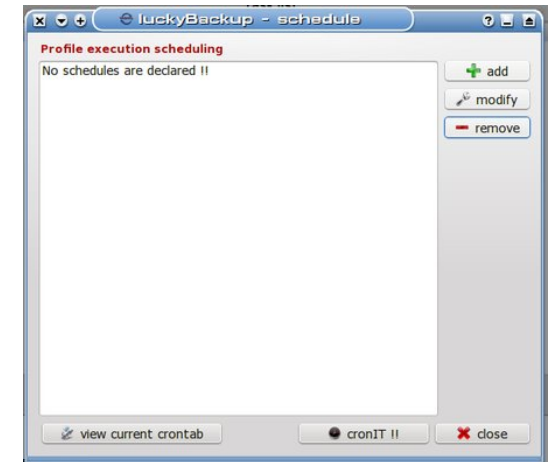 luckyBackup - schedule
Profile execution scheduling
No schedules are declared !!
add
modify
remove
view current crontab
cronIT !!
close